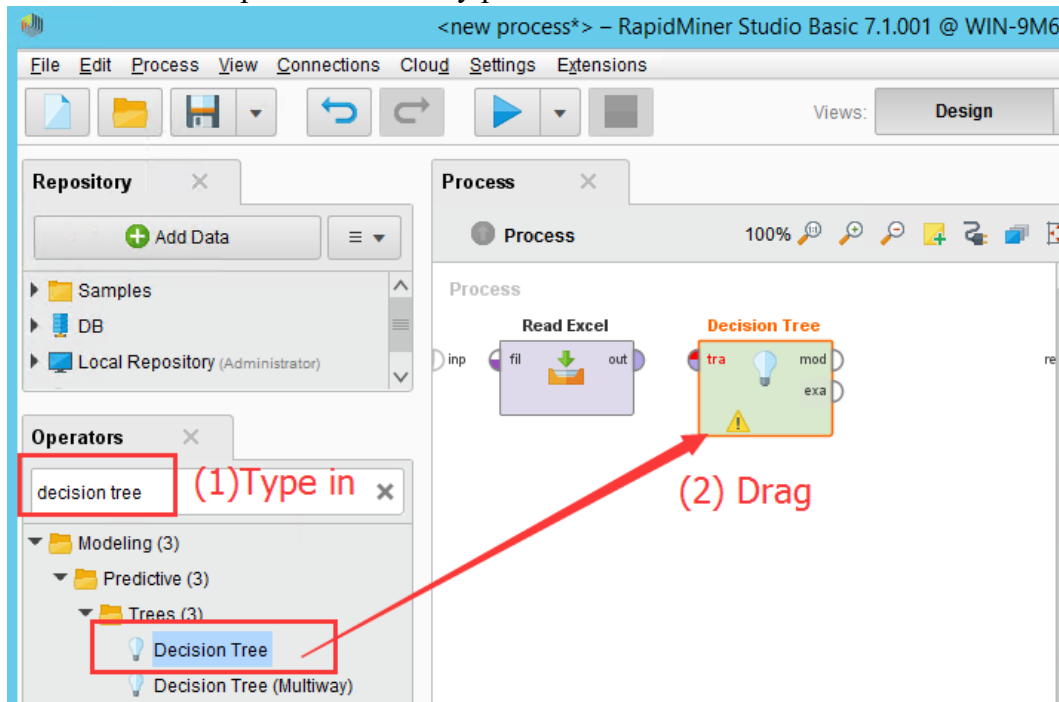 <new process*> – RapidMiner Studio Basic 7.1.001 @ WIN-9M6
File Edit Process View Connections Cloud Settings Extensions
Views: Design
Repository
Process
Add Data
Process
100%
Samples
DB
Local Repository (Administrator)
Process
Read Excel
Decision Tree
inp
fil
out
tra
mod
exa
re
Operators
decision tree
(1)Type in
(2) Drag
Modeling (3)
Predictive (3)
Trees (3)
Decision Tree
Decision Tree (Multiway)